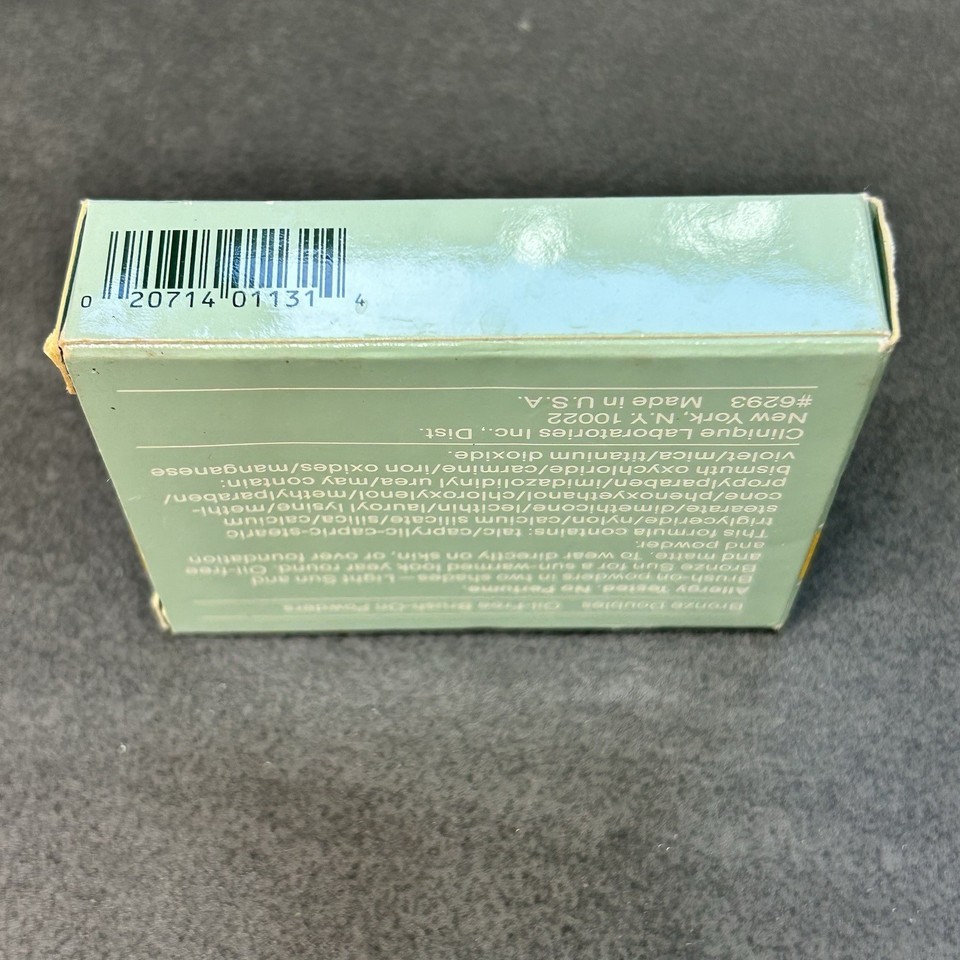 0 20714 01131 4
Bronze Doubles Oil-Free Brush-On Powders
Allergy Tested. No Perfume.
Brush-on powders in two shades—Light Sun and
Bronze Sun for a sun-warmed look year round. Oil-free
and matte. To wear directly on skin, or over foundation
and powder.
This formula contains: talc/caprylic-capric-stearic
triglyceride/nylon/calcium silicate/silica/calcium
stearate/dimethicone/lecithin/lauroyl lysine/methi-
cone/phenoxyethanol/chloroxylenol/methylparaben/
propylparaben/imidazolidinyl urea/may contain:
bismuth oxychloride/carmine/iron oxides/manganese
violet/mica/titanium dioxide.
Clinique Laboratories Inc., Dist.
New York, N.Y. 10022
#6293 Made in U.S.A.